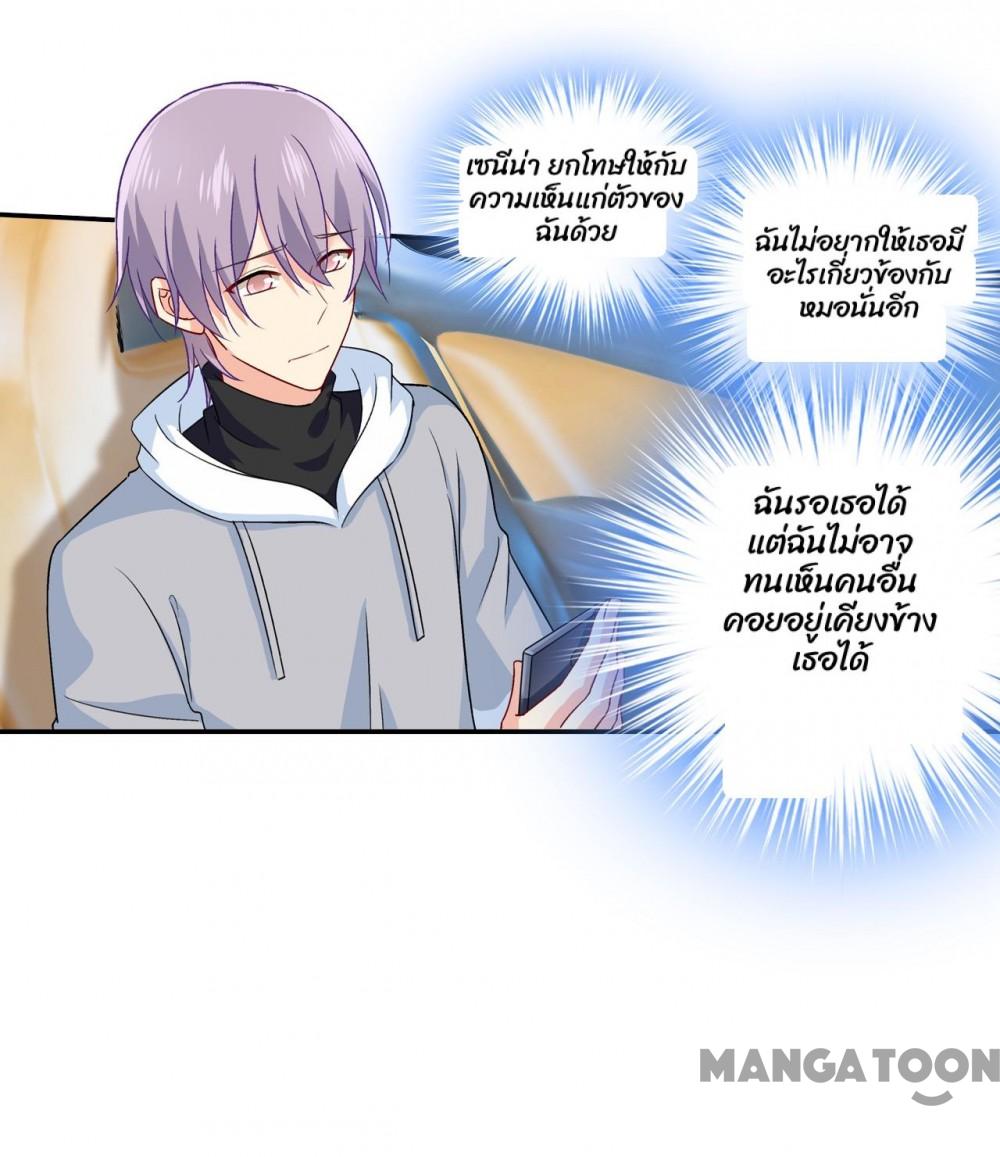 เซนีน่า ยกโทษให้กับ
ความเห็นแก่ตัวของ
ฉันด้วย
ฉันไม่อยากให้เธอมี
อะไรเกี่ยวข้องกับ
หมอนั่นอีก
ฉันรอเธอได้
แต่ฉันไม่อาจ
ทนเห็นคนอื่น
คอยอยู่เคียงข้าง
เธอได้
MANGATOON